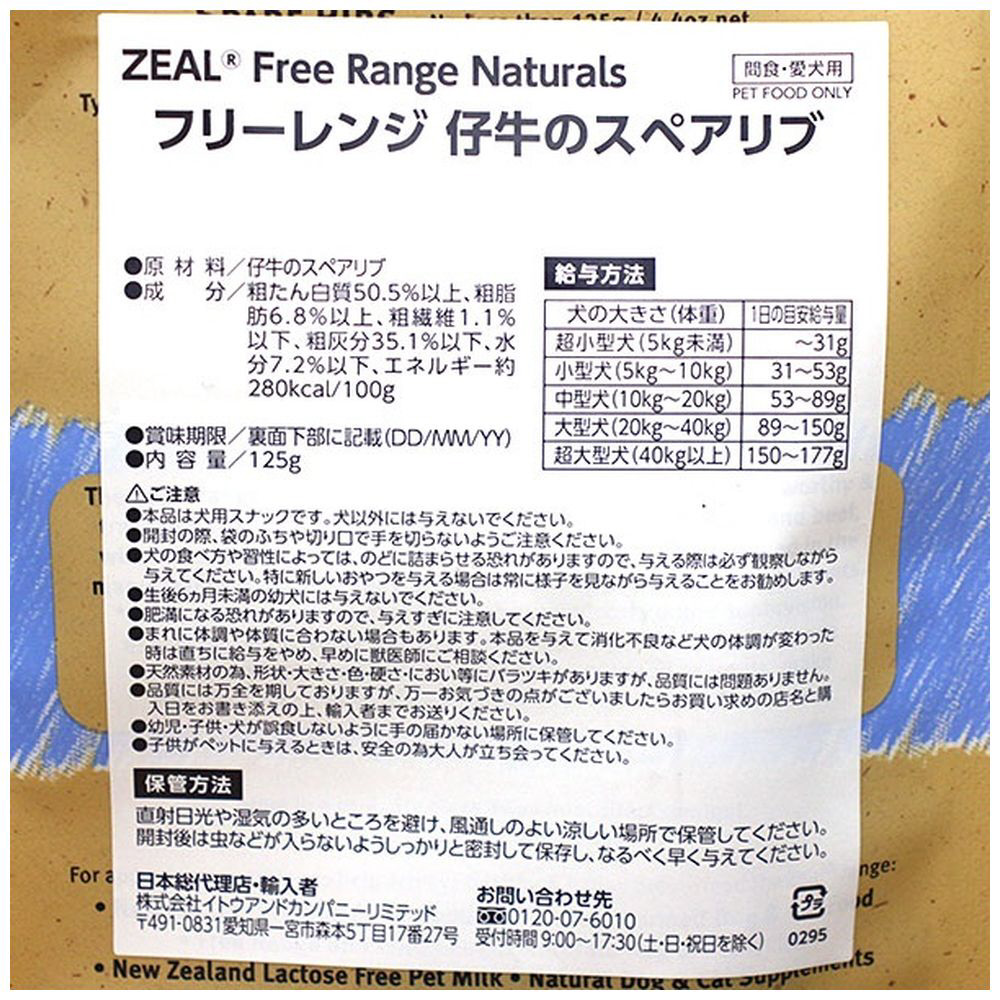 SPARE RIBS No less than 125g / 4.4oz net
ZEAL® Free Range Naturals
間食・愛犬用
PET FOOD ONLY
フリーレンジ 仔牛のスペアリブ
●原 材 料／仔牛のスペアリブ
●成 分／粗たん白質50.5%以上、粗脂
肪6.8%以上、粗繊維1.1%
以下、粗灰分35.1%以下、水
分7.2%以下、エネルギー約
280kcal/100g
●賞味期限／裏面下部に記載(DD/MM/YY)
●内 容 量／125g
給与方法
犬の大きさ(体重) 1日の目安給与量
超小型犬(5kg未満) ～31g
小型犬(5kg～10kg) 31～53g
中型犬(10kg～20kg) 53～89g
大型犬(20kg～40kg) 89～150g
超大型犬(40kg以上) 150～177g
⚠ご注意
●本品は犬用スナックです。犬以外には与えないでください。
●開封の際、袋のふちや切り口で手を切らないようご注意ください。
●犬の食べ方や習性によっては、のどに詰まらせる恐れがありますので、与える際は必ず観察しながら
与えてください。特に新しいおやつを与える場合は常に様子を見ながら与えることをお勧めします。
●生後6ヵ月未満の幼犬には与えないでください。
●肥満になる恐れがありますので、与えすぎに注意してください。
●まれに体調や体質に合わない場合もあります。本品を与えて消化不良など犬の体調が変わった
時は直ちに給与をやめ、早めに獣医師にご相談ください。
●天然素材の為、形状・大きさ・色・硬さ・におい等にバラツキがありますが、品質には問題ありません。
●品質には万全を期しておりますが、万一お気づきの点がございましたらお買い求めの店名と購
入日をお書き添えの上、輸入者までお送りください。
●幼児・子供・犬が誤食しないように手の届かない場所に保管してください。
●子供がペットに与えるときは、安全の為大人が立ち会ってください。
保管方法
直射日光や湿気の多いところを避け、風通しのよい涼しい場所で保管してください。
開封後は虫などが入らないようしっかりと密封して保存し、なるべく早く与えてください。
日本総代理店・輸入者
株式会社イトウアンドカンパニーリミテッド
〒491-0831愛知県一宮市森本5丁目17番27号
お問い合わせ先
0120-07-6010
受付時間 9:00～17:30(土・日・祝日を除く)
プラ
0295
For
• New Zealand Lactose Free Pet Milk • Natural Dog & Cat Supplements